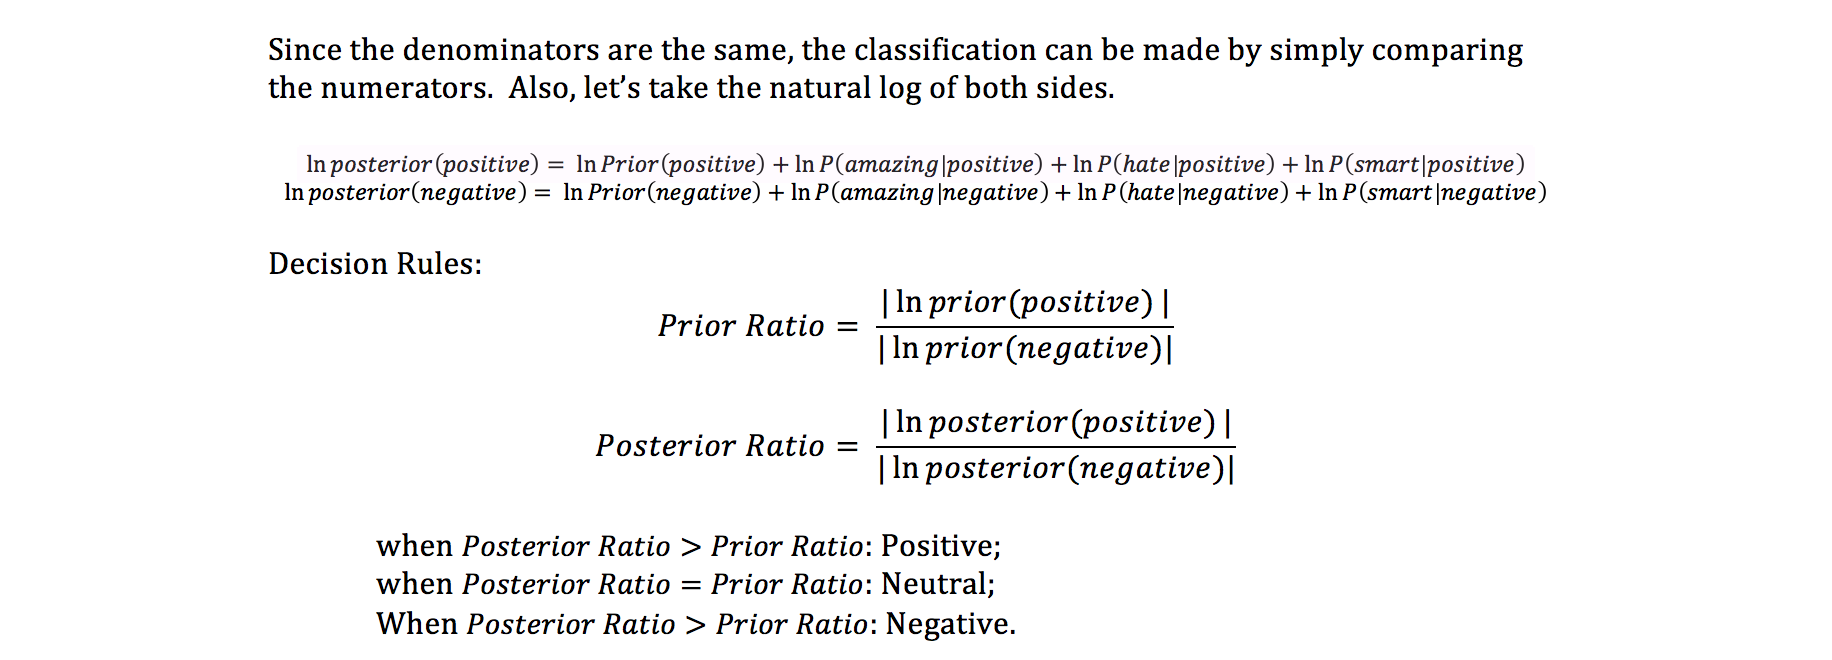 Since the denominators are the same, the classification can be made by simply comparing
the numerators.  Also, let's take the natural log of both sides.
ln posterior(positive) = ln Prior(positive) + ln P(amazing|positive) + ln P(hate|positive) + ln P(smart|positive)
ln posterior(negative) = ln Prior(negative) + ln P(amazing|negative) + ln P(hate|negative) + ln P(smart|negative)
Decision Rules:
Prior Ratio = | ln prior(positive) | / | ln prior(negative)|
Posterior Ratio = | ln posterior(positive) | / | ln posterior(negative)|
when Posterior Ratio > Prior Ratio: Positive;
when Posterior Ratio = Prior Ratio: Neutral;
When Posterior Ratio > Prior Ratio: Negative.